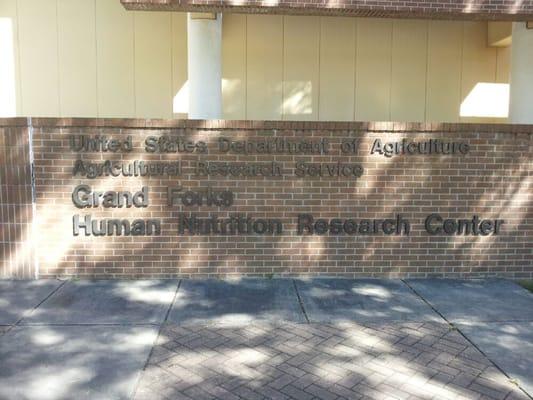 United States Department of Agriculture
Agricultural Research Service
Grand Forks
Human Nutrition Research Center